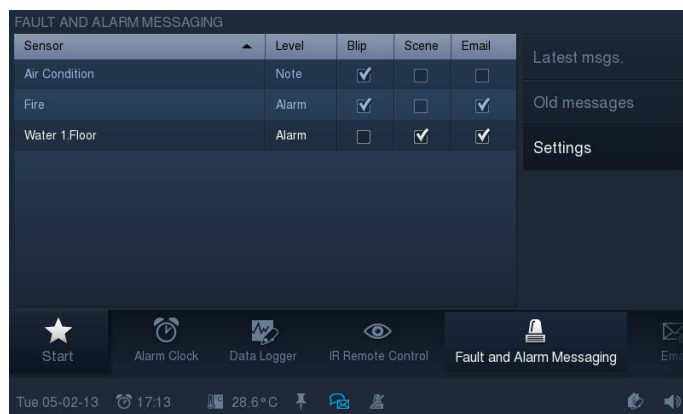 FAULT AND ALARM MESSAGING
Sensor Level Blip Scene Email
Air Condition Note
Fire Alarm
Water 1.Floor Alarm
Latest msgs.
Old messages
Settings
Start Alarm Clock Data Logger IR Remote Control Fault and Alarm Messaging Ema
Tue 05-02-13 17:13 28.6°C